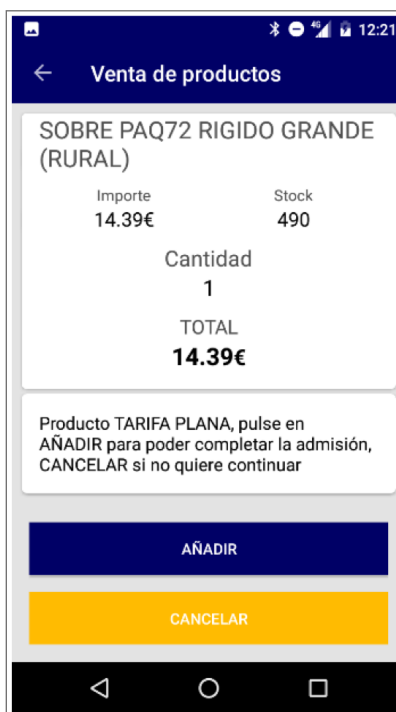 4G 12:21
Venta de productos
SOBRE PAQ72 RIGIDO GRANDE
(RURAL)
Importe Stock
14.39€ 490
Cantidad
1
TOTAL
14.39€
Producto TARIFA PLANA, pulse en
AÑADIR para poder completar la admisión,
CANCELAR si no quiere continuar
AÑADIR
CANCELAR